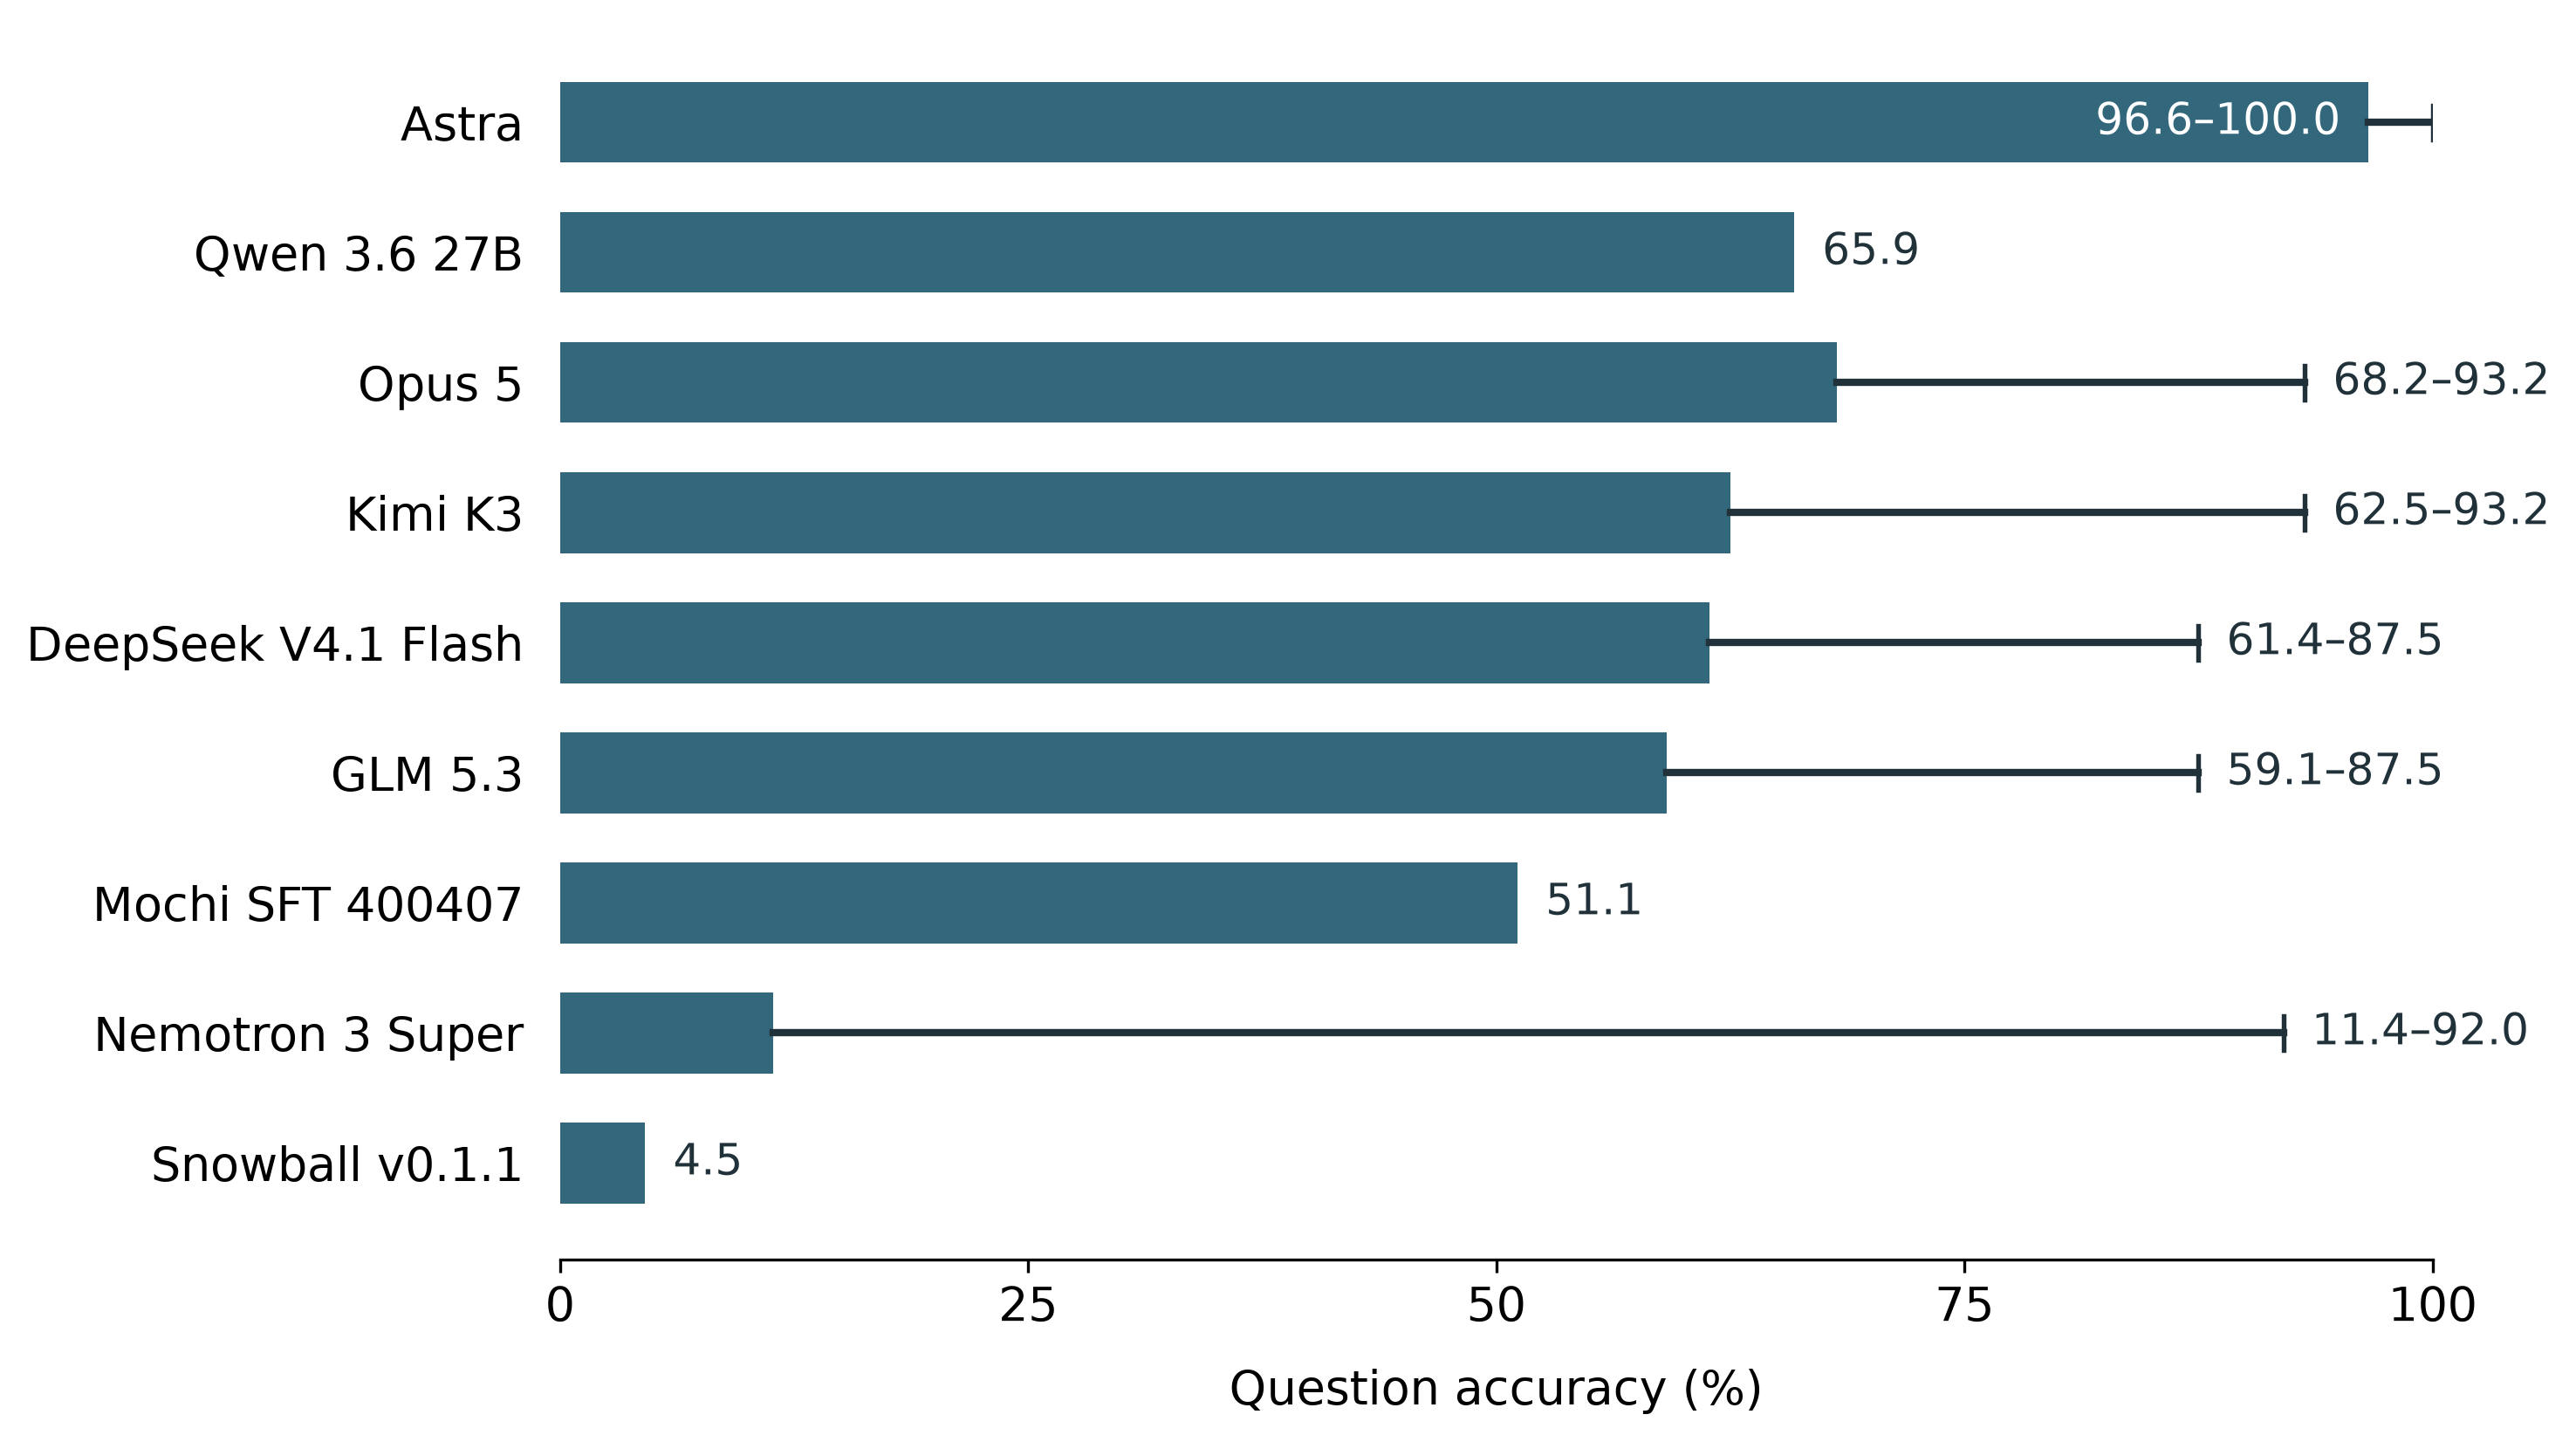 Astra 96.6–100.0
Qwen 3.6 27B 65.9
Opus 5 68.2–93.2
Kimi K3 62.5–93.2
DeepSeek V4.1 Flash 61.4–87.5
GLM 5.3 59.1–87.5
Mochi SFT 400407 51.1
Nemotron 3 Super 11.4–92.0
Snowball v0.1.1 4.5
0 25 50 75 100
Question accuracy (%)